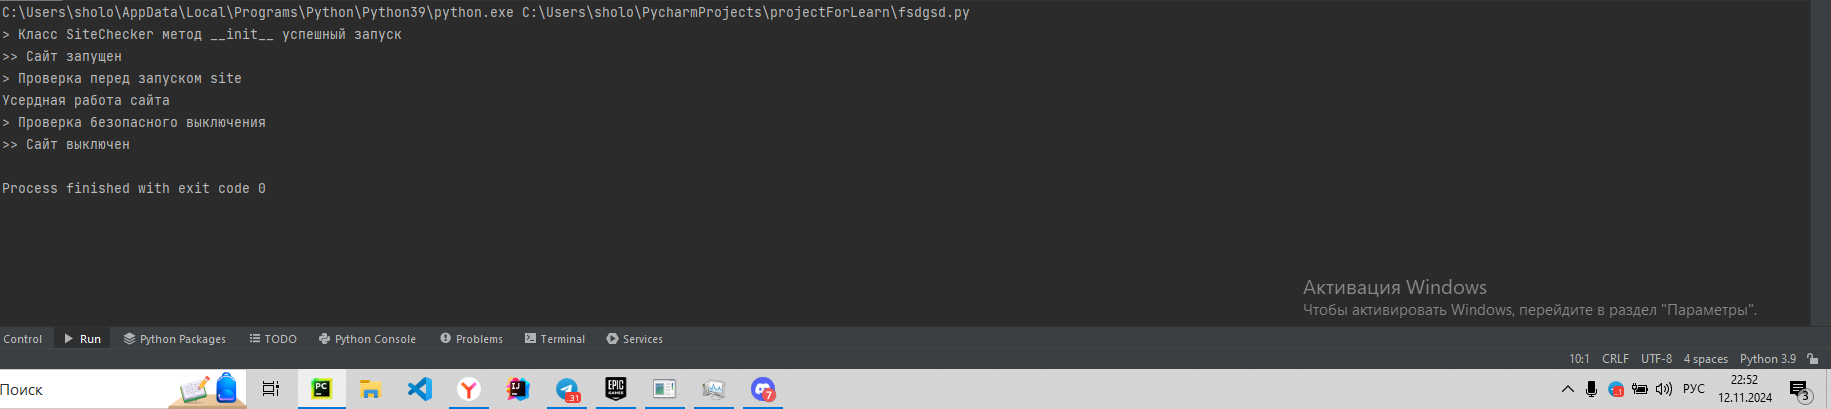 C:\Users\sholo\AppData\Local\Programs\Python\Python39\python.exe C:\Users\sholo\PycharmProjects\projectForLearn\fsdgsd.py
> Класс SiteChecker метод __init__ успешный запуск
>> Сайт запущен
> Проверка перед запуском site
Усердная работа сайта
> Проверка безопасного выключения
>> Сайт выключен
Process finished with exit code 0
Активация Windows
Чтобы активировать Windows, перейдите в раздел "Параметры".
Control Run Python Packages TODO Python Console Problems Terminal Services
10:1 CRLF UTF-8 4 spaces Python 3.9
Поиск PC IJ .31 EPIC GAMES 7 РУС 22:52
12.11.2024 3